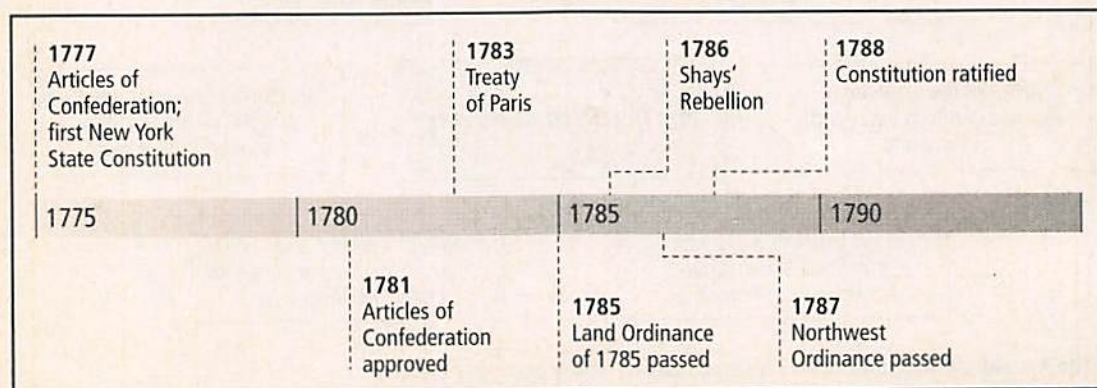 1777
Articles of
Confederation;
first New York
State Constitution
1783
Treaty
of Paris
1786
Shays'
Rebellion
1788
Constitution ratified
1775
1780
1785
1790
1781
Articles of
Confederation
approved
1785
Land Ordinance
of 1785 passed
1787
Northwest
Ordinance passed